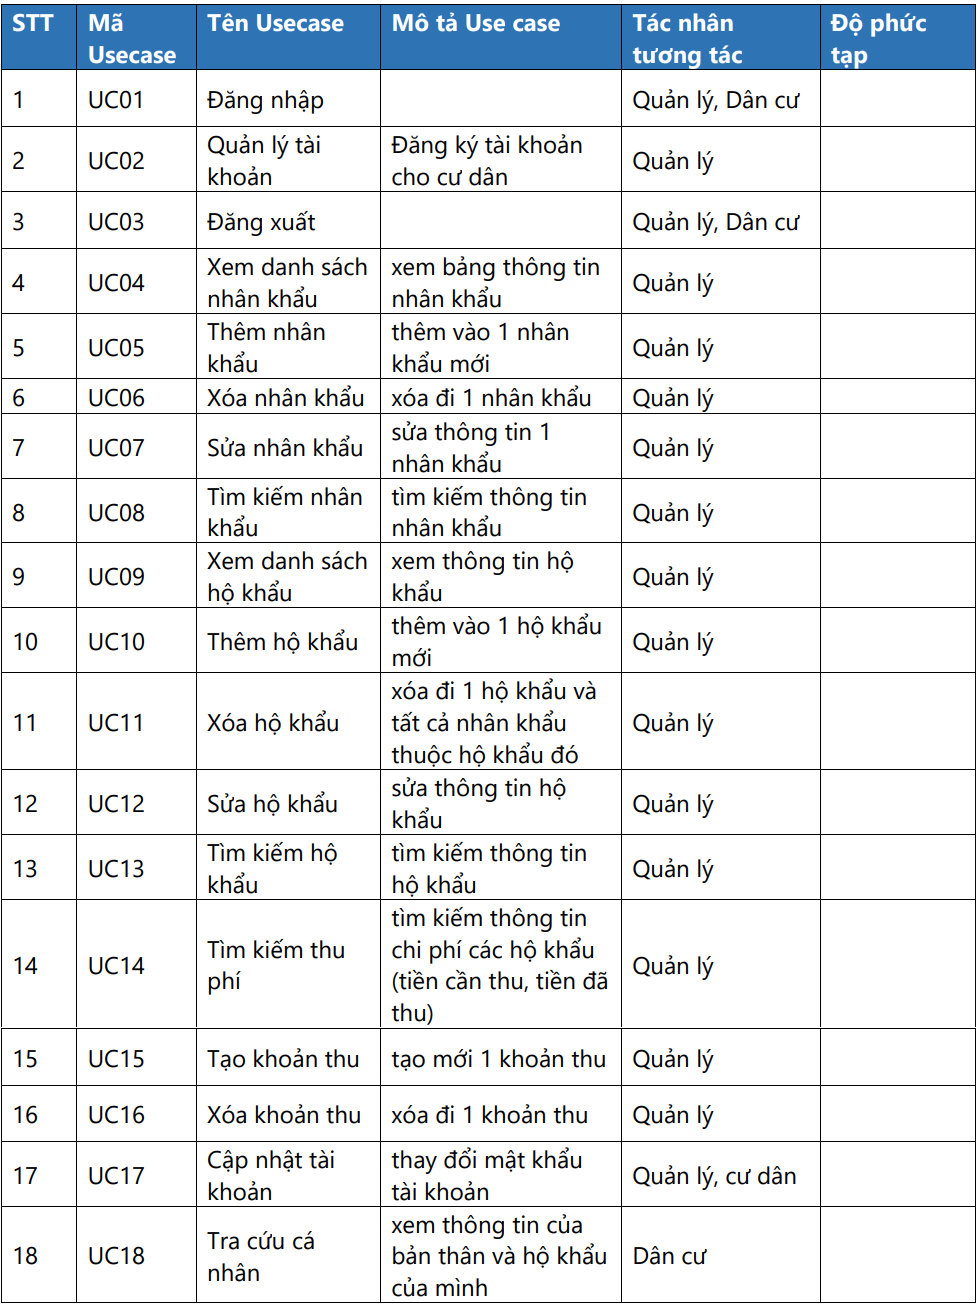 STT Mã Usecase Tên Usecase Mô tả Use case Tác nhân tương tác Độ phức tạp
1 UC01 Đăng nhập Quản lý, Dân cư
2 UC02 Quản lý tài khoản Đăng ký tài khoản cho cư dân Quản lý
3 UC03 Đăng xuất Quản lý, Dân cư
4 UC04 Xem danh sách nhân khẩu xem bảng thông tin nhân khẩu Quản lý
5 UC05 Thêm nhân khẩu thêm vào 1 nhân khẩu mới Quản lý
6 UC06 Xóa nhân khẩu xóa đi 1 nhân khẩu Quản lý
7 UC07 Sửa nhân khẩu sửa thông tin 1 nhân khẩu Quản lý
8 UC08 Tìm kiếm nhân khẩu tìm kiếm thông tin nhân khẩu Quản lý
9 UC09 Xem danh sách hộ khẩu xem thông tin hộ khẩu Quản lý
10 UC10 Thêm hộ khẩu thêm vào 1 hộ khẩu mới Quản lý
11 UC11 Xóa hộ khẩu xóa đi 1 hộ khẩu và tất cả nhân khẩu thuộc hộ khẩu đó Quản lý
12 UC12 Sửa hộ khẩu sửa thông tin hộ khẩu Quản lý
13 UC13 Tìm kiếm hộ khẩu tìm kiếm thông tin hộ khẩu Quản lý
14 UC14 Tìm kiếm thu phí tìm kiếm thông tin chi phí các hộ khẩu (tiền cần thu, tiền đã thu) Quản lý
15 UC15 Tạo khoản thu tạo mới 1 khoản thu Quản lý
16 UC16 Xóa khoản thu xóa đi 1 khoản thu Quản lý
17 UC17 Cập nhật tài khoản thay đổi mật khẩu tài khoản Quản lý, cư dân
18 UC18 Tra cứu cá nhân xem thông tin của bản thân và hộ khẩu của mình Dân cư